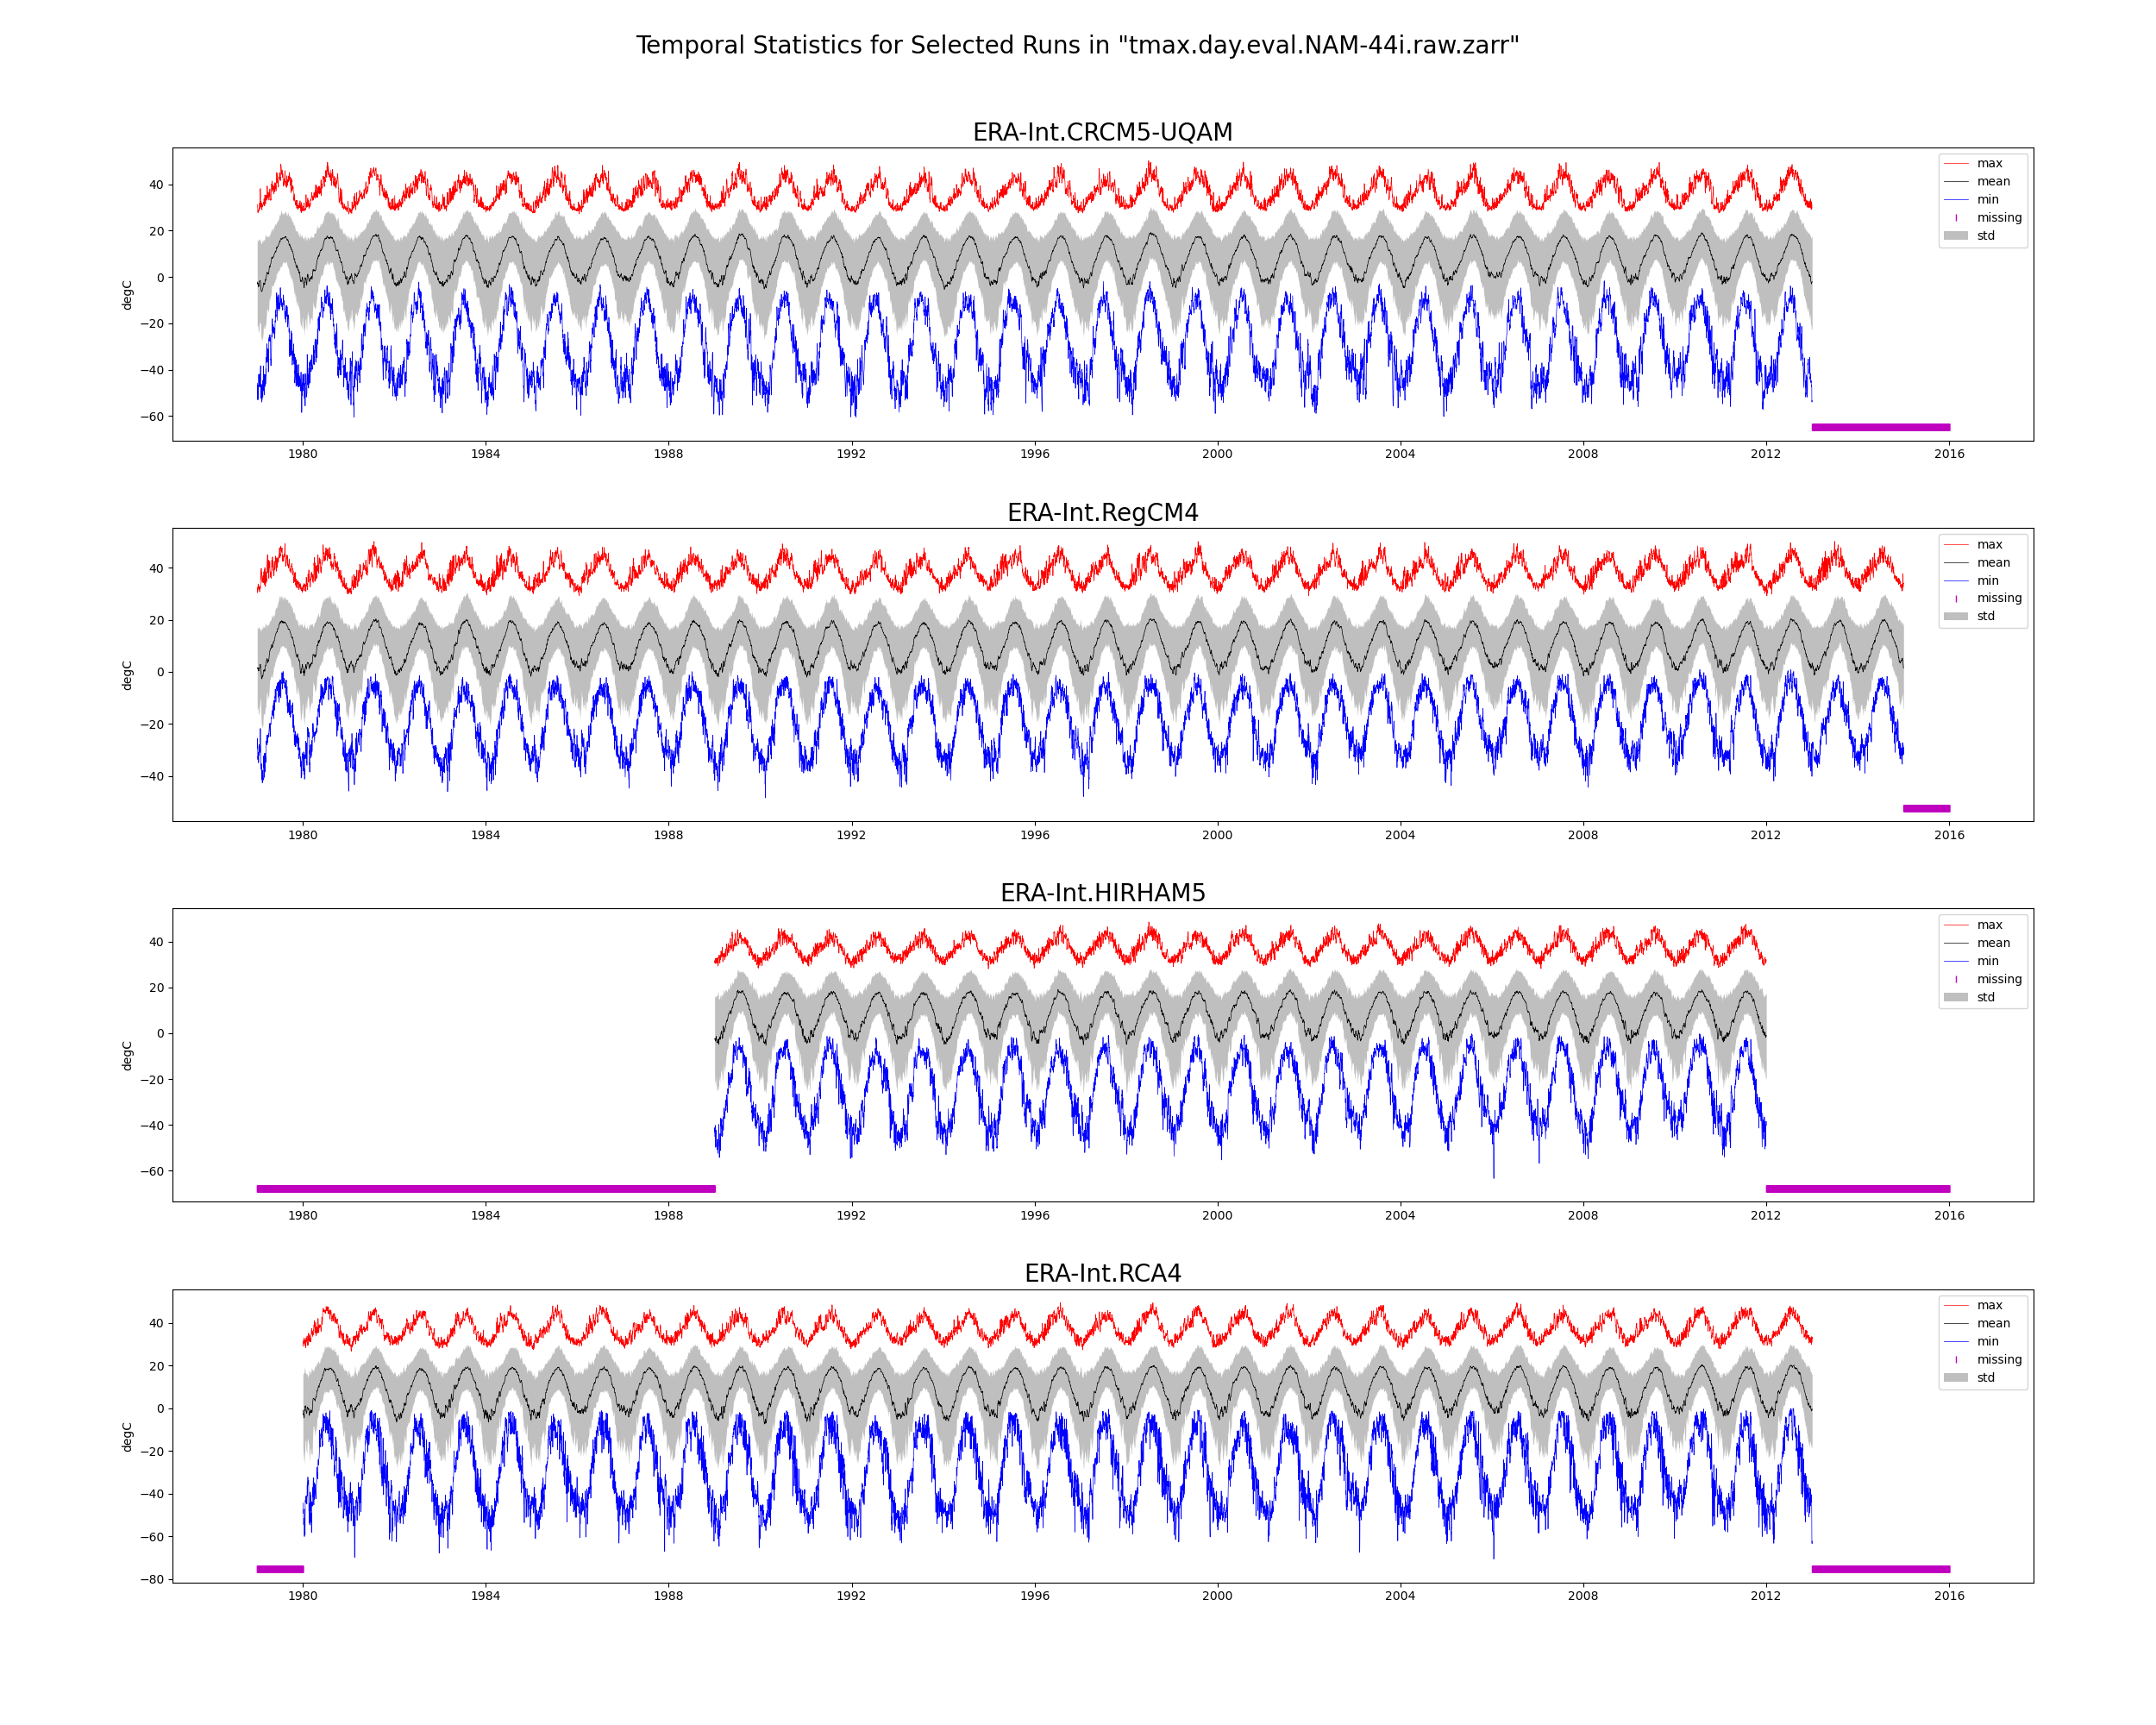 Temporal Statistics for Selected Runs in "tmax.day.eval.NAM-44i.raw.zarr"
ERA-Int.CRCM5-UQAM
40
20
0
−20
−40
−60
degC
max
mean
min
missing
std
1980 1984 1988 1992 1996 2000 2004 2008 2012 2016
ERA-Int.RegCM4
40
20
0
−20
−40
degC
max
mean
min
missing
std
1980 1984 1988 1992 1996 2000 2004 2008 2012 2016
ERA-Int.HIRHAM5
40
20
0
−20
−40
−60
degC
max
mean
min
missing
std
1980 1984 1988 1992 1996 2000 2004 2008 2012 2016
ERA-Int.RCA4
40
20
0
−20
−40
−60
−80
degC
max
mean
min
missing
std
1980 1984 1988 1992 1996 2000 2004 2008 2012 2016